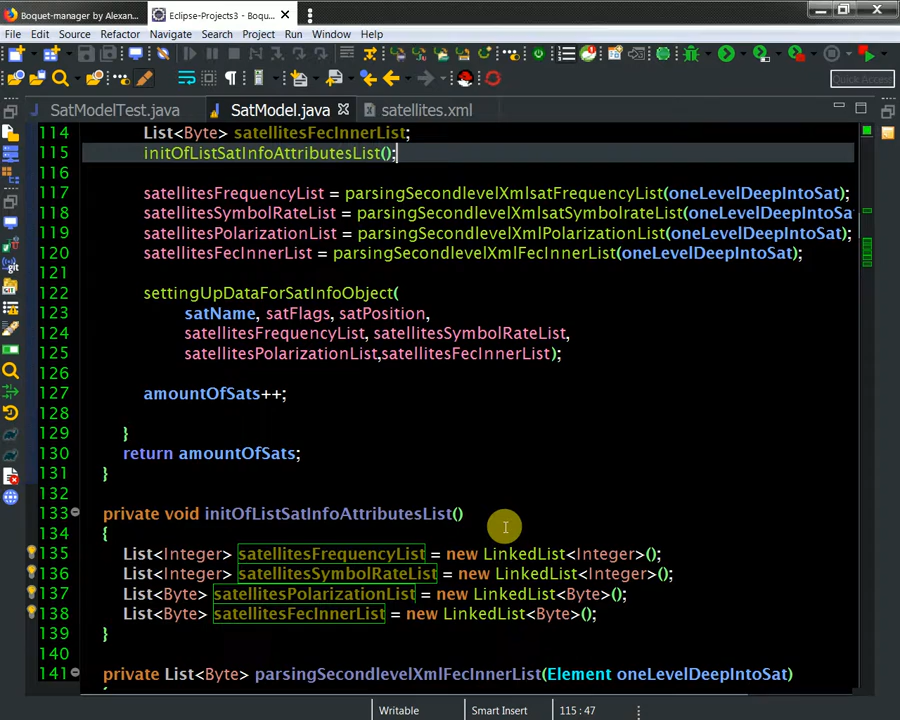 Boquet-manager by Alexan...
Eclipse-Projects3 - Boqu...
File Edit Source Refactor Navigate Search Project Run Window Help
Quick Access
SatModelTest.java SatModel.java satellites.xml
114 List<Byte> satellitesFecInnerList;
115 initOfListSatInfoAttributesList();
116
117 satellitesFrequencyList = parsingSecondlevelXmlsatFrequency(oneLevelDeepIntoSat);
118 satellitesSymbolRateList = parsingSecondlevelXmlsatSymbolrateList(oneLevelDeepIntoSa
119 satellitesPolarizationList = parsingSecondlevelXmlPolarizationList(oneLevelDeepIntoSat);
120 satellitesFecInnerList = parsingSecondlevelXmlFecInnerList(oneLevelDeepIntoSat);
121
122 settingUpDataForSatInfoObject(
123 satName, satFlags, satPosition,
124 satellitesFrequencyList, satellitesSymbolRateList,
125 satellitesPolarizationList,satellitesFecInnerList);
126
127 amountOfSats++;
128
129 }
130 return amountOfSats;
131 }
132
133 private void initOfListSatInfoAttributesList()
134 {
135 List<Integer> satellitesFrequencyList = new LinkedList<Integer>();
136 List<Integer> satellitesSymbolRateList = new LinkedList<Integer>();
137 List<Byte> satellitesPolarizationList = new LinkedList<Byte>();
138 List<Byte> satellitesFecInnerList = new LinkedList<Byte>();
139 }
140
141 private List<Byte> parsingSecondlevelXmlFecInnerList(Element oneLevelDeepIntoSat)
Writable Smart Insert 115 : 47